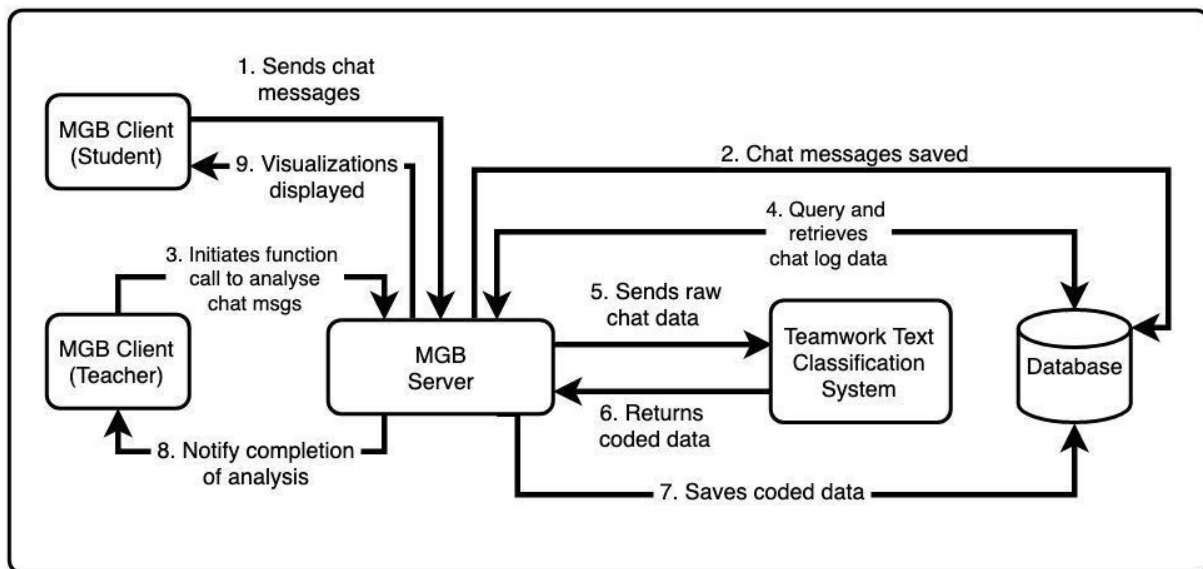 1. Sends chat
messages
MGB Client
(Student)
9. Visualizations
displayed
2. Chat messages saved
4. Query and
retrieves
chat log data
3. Initiates function
call to analyse
chat msgs
5. Sends raw
chat data
MGB Client
(Teacher)
MGB
Server
Teamwork Text
Classification
System
Database
6. Returns
coded data
8. Notify completion
of analysis
7. Saves coded data